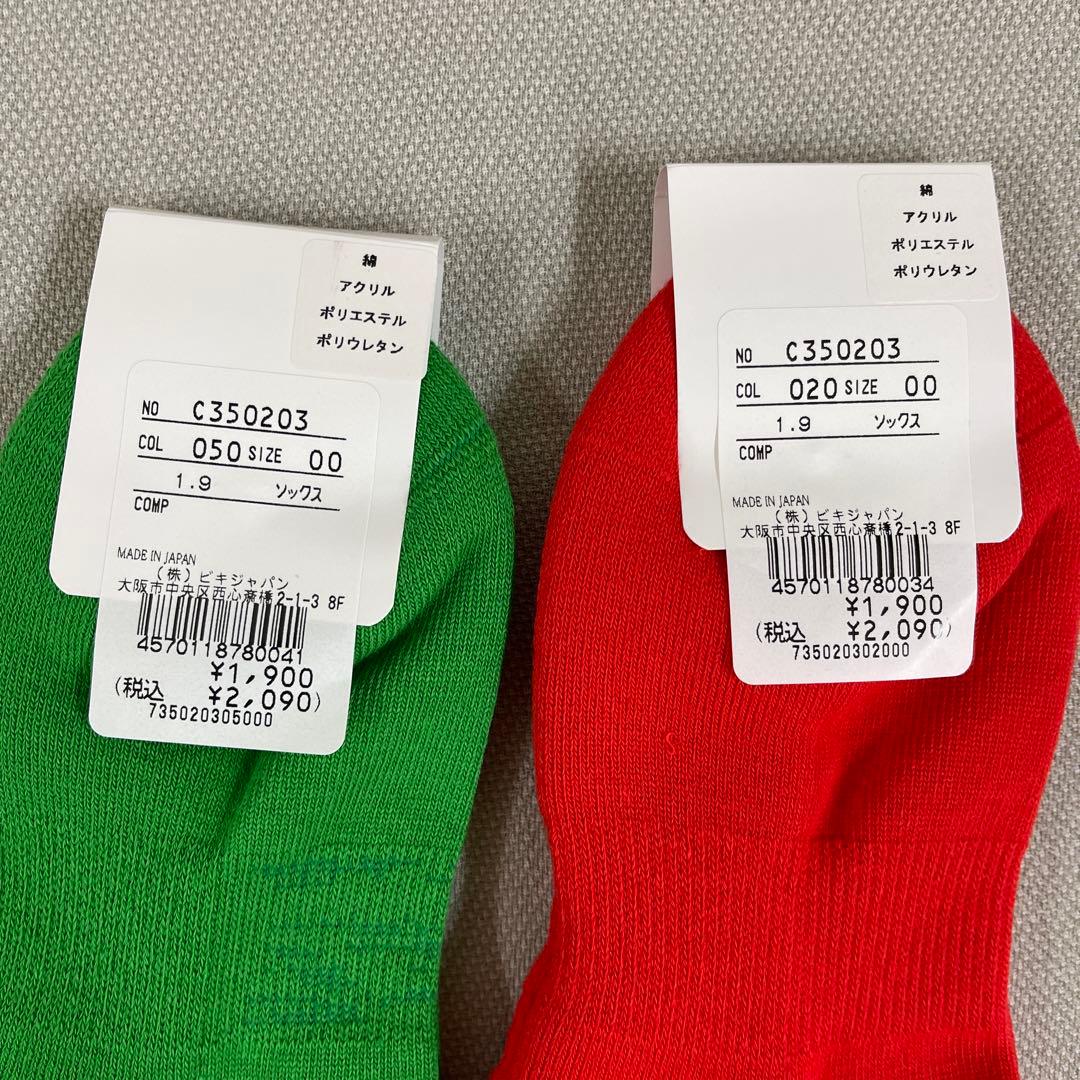 綿
アクリル
ポリエステル
ポリウレタン
NO C350203
COL 050 SIZE 00
1.9 ソックス
COMP
MADE IN JAPAN
(株)ビキジャパン
大阪市中央区西心斎橋2-1-3 8F
4570118780041
¥1,900
(税込 ¥2,090)
735020305000
綿
アクリル
ポリエステル
ポリウレタン
NO C350203
COL 020 SIZE 00
1.9 ソックス
COMP
MADE IN JAPAN
(株)ビキジャパン
大阪市中央区西心斎橋2-1-3 8F
4570118780034
¥1,900
(税込 ¥2,090)
735020302000